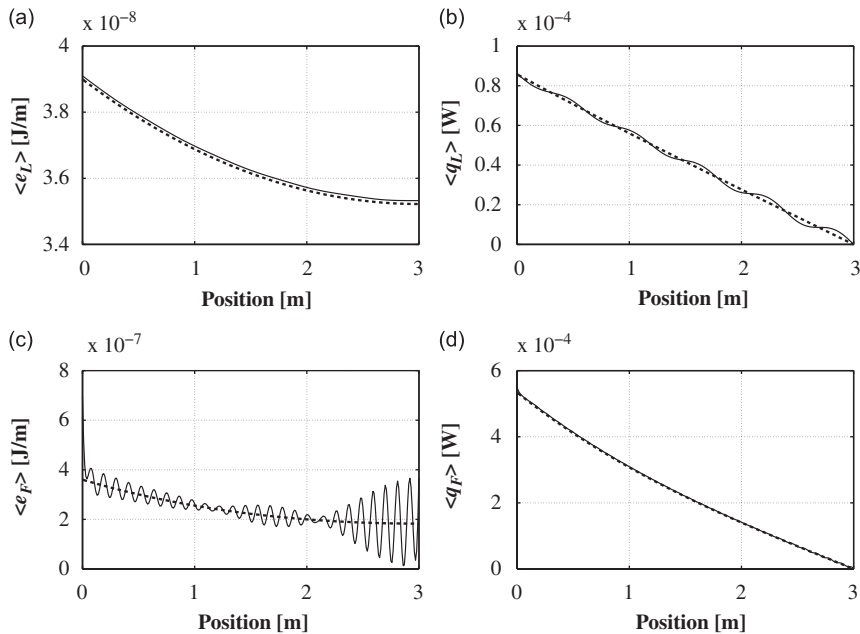 (a)
x 10⁻⁸
4
3.8
3.6
3.4
<e_L> [J/m]
0 1 2 3
Position [m]
(b)
x 10⁻⁴
1
0.8
0.6
0.4
0.2
0
<q_L> [W]
0 1 2 3
Position [m]
(c)
x 10⁻⁷
8
6
4
2
0
<e_F> [J/m]
0 1 2 3
Position [m]
(d)
x 10⁻⁴
6
4
2
0
<q_F> [W]
0 1 2 3
Position [m]